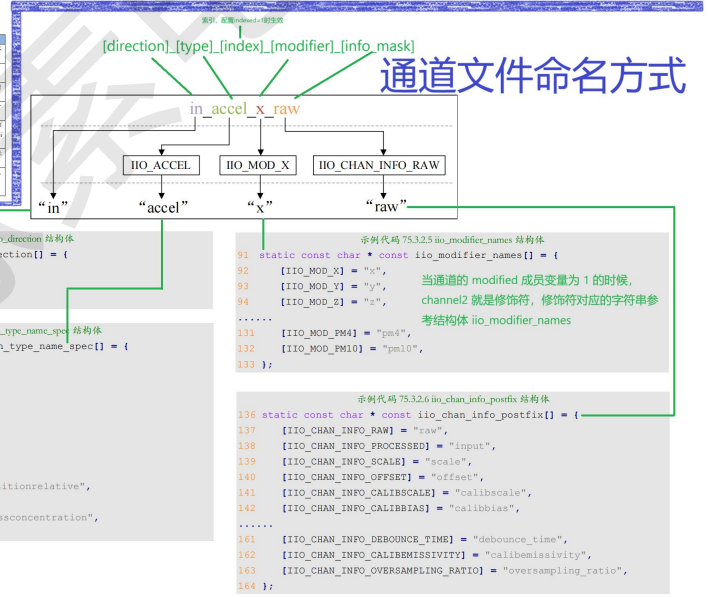 索引，配置indexed=1时生效
[direction]_[type]_[index]_[modifier]_[info_mask]
通道文件命名方式
in_accel_x_raw
IIO_ACCEL
IIO_MOD_X
IIO_CHAN_INFO_RAW
“in”
“accel”
“x”
“raw”
o_direction 结构体
ection[] = {
_type_name_spec 结构体
n_type_name_spec[] = {
itionrelative",
ssconcentration",
示例代码 75.3.2.5 iio_modifier_names 结构体
91 static const char * const iio_modifier_names[] = {
92 [IIO_MOD_X] = "x",
93 [IIO_MOD_Y] = "y",
94 [IIO_MOD_Z] = "z",
......
131 [IIO_MOD_PM4] = "pm4",
132 [IIO_MOD_PM10] = "pm10",
133 };
当通道的 modified 成员变量为 1 的时候，
channel2 就是修饰符，修饰符对应的字符串参
考结构体 iio_modifier_names
示例代码 75.3.2.6 iio_chan_info_postfix 结构体
136 static const char * const iio_chan_info_postfix[] = {
137 [IIO_CHAN_INFO_RAW] = "raw",
138 [IIO_CHAN_INFO_PROCESSED] = "input",
139 [IIO_CHAN_INFO_SCALE] = "scale",
140 [IIO_CHAN_INFO_OFFSET] = "offset",
141 [IIO_CHAN_INFO_CALIBSCALE] = "calibscale",
142 [IIO_CHAN_INFO_CALIBBIAS] = "calibbias",
......
161 [IIO_CHAN_INFO_DEBOUNCE_TIME] = "debounce_time",
162 [IIO_CHAN_INFO_CALIBEMISSIVITY] = "calibemissivity",
163 [IIO_CHAN_INFO_OVERSAMPLING_RATIO] = "oversampling_ratio",
164 };